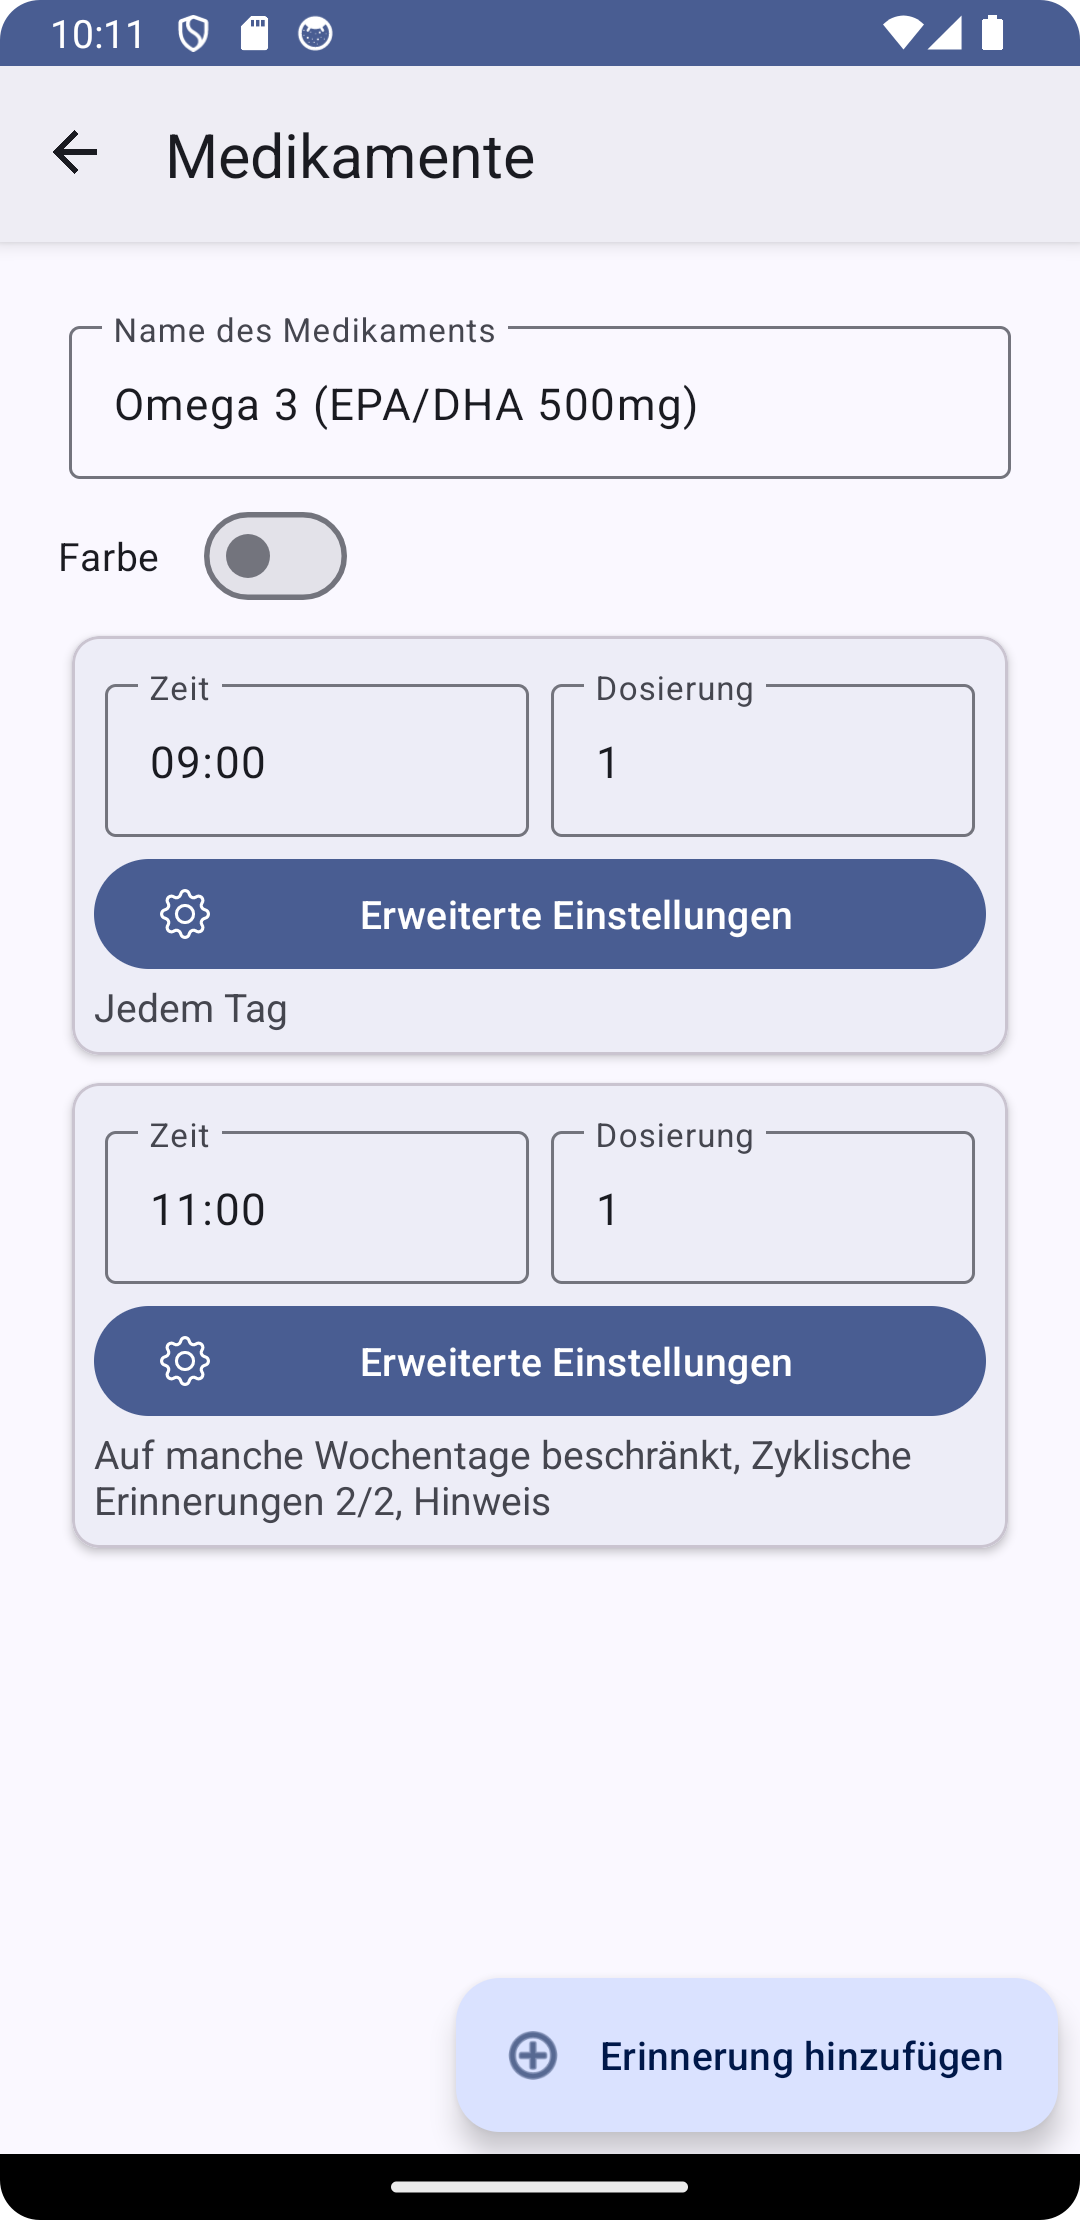 10:11
Medikamente
Name des Medikaments
Omega 3 (EPA/DHA 500mg)
Farbe
Zeit
Dosierung
09:00
1
Erweiterte Einstellungen
Jedem Tag
Zeit
Dosierung
11:00
1
Erweiterte Einstellungen
Auf manche Wochentage beschränkt, Zyklische
Erinnerungen 2/2, Hinweis
Erinnerung hinzufügen